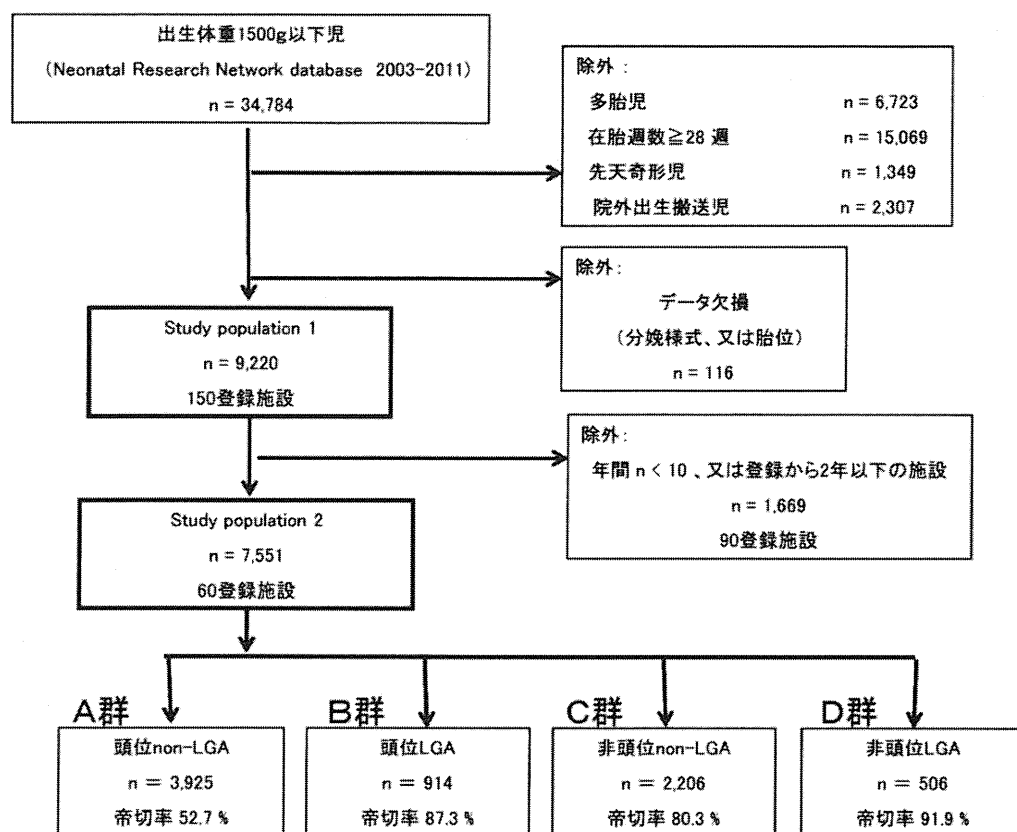 出生体重1500g以下児
（Neonatal Research Network database 2003-2011）
n = 34,784
除外：
多胎児 n = 6,723
在胎週数≧28 週 n = 15,069
先天奇形児 n = 1,349
院外出生搬送児 n = 2,307
除外：
データ欠損
（分娩様式、又は胎位）
n = 116
Study population 1
n = 9,220
150登録施設
除外：
年間 n < 10 、又は登録から2年以下の施設
n = 1,669
90登録施設
Study population 2
n = 7,551
60登録施設
A群
頭位non-LGA
n = 3,925
帝切率 52.7 %
B群
頭位LGA
n = 914
帝切率 87.3 %
C群
非頭位non-LGA
n = 2,206
帝切率 80.3 %
D群
非頭位LGA
n = 506
帝切率 91.9 %